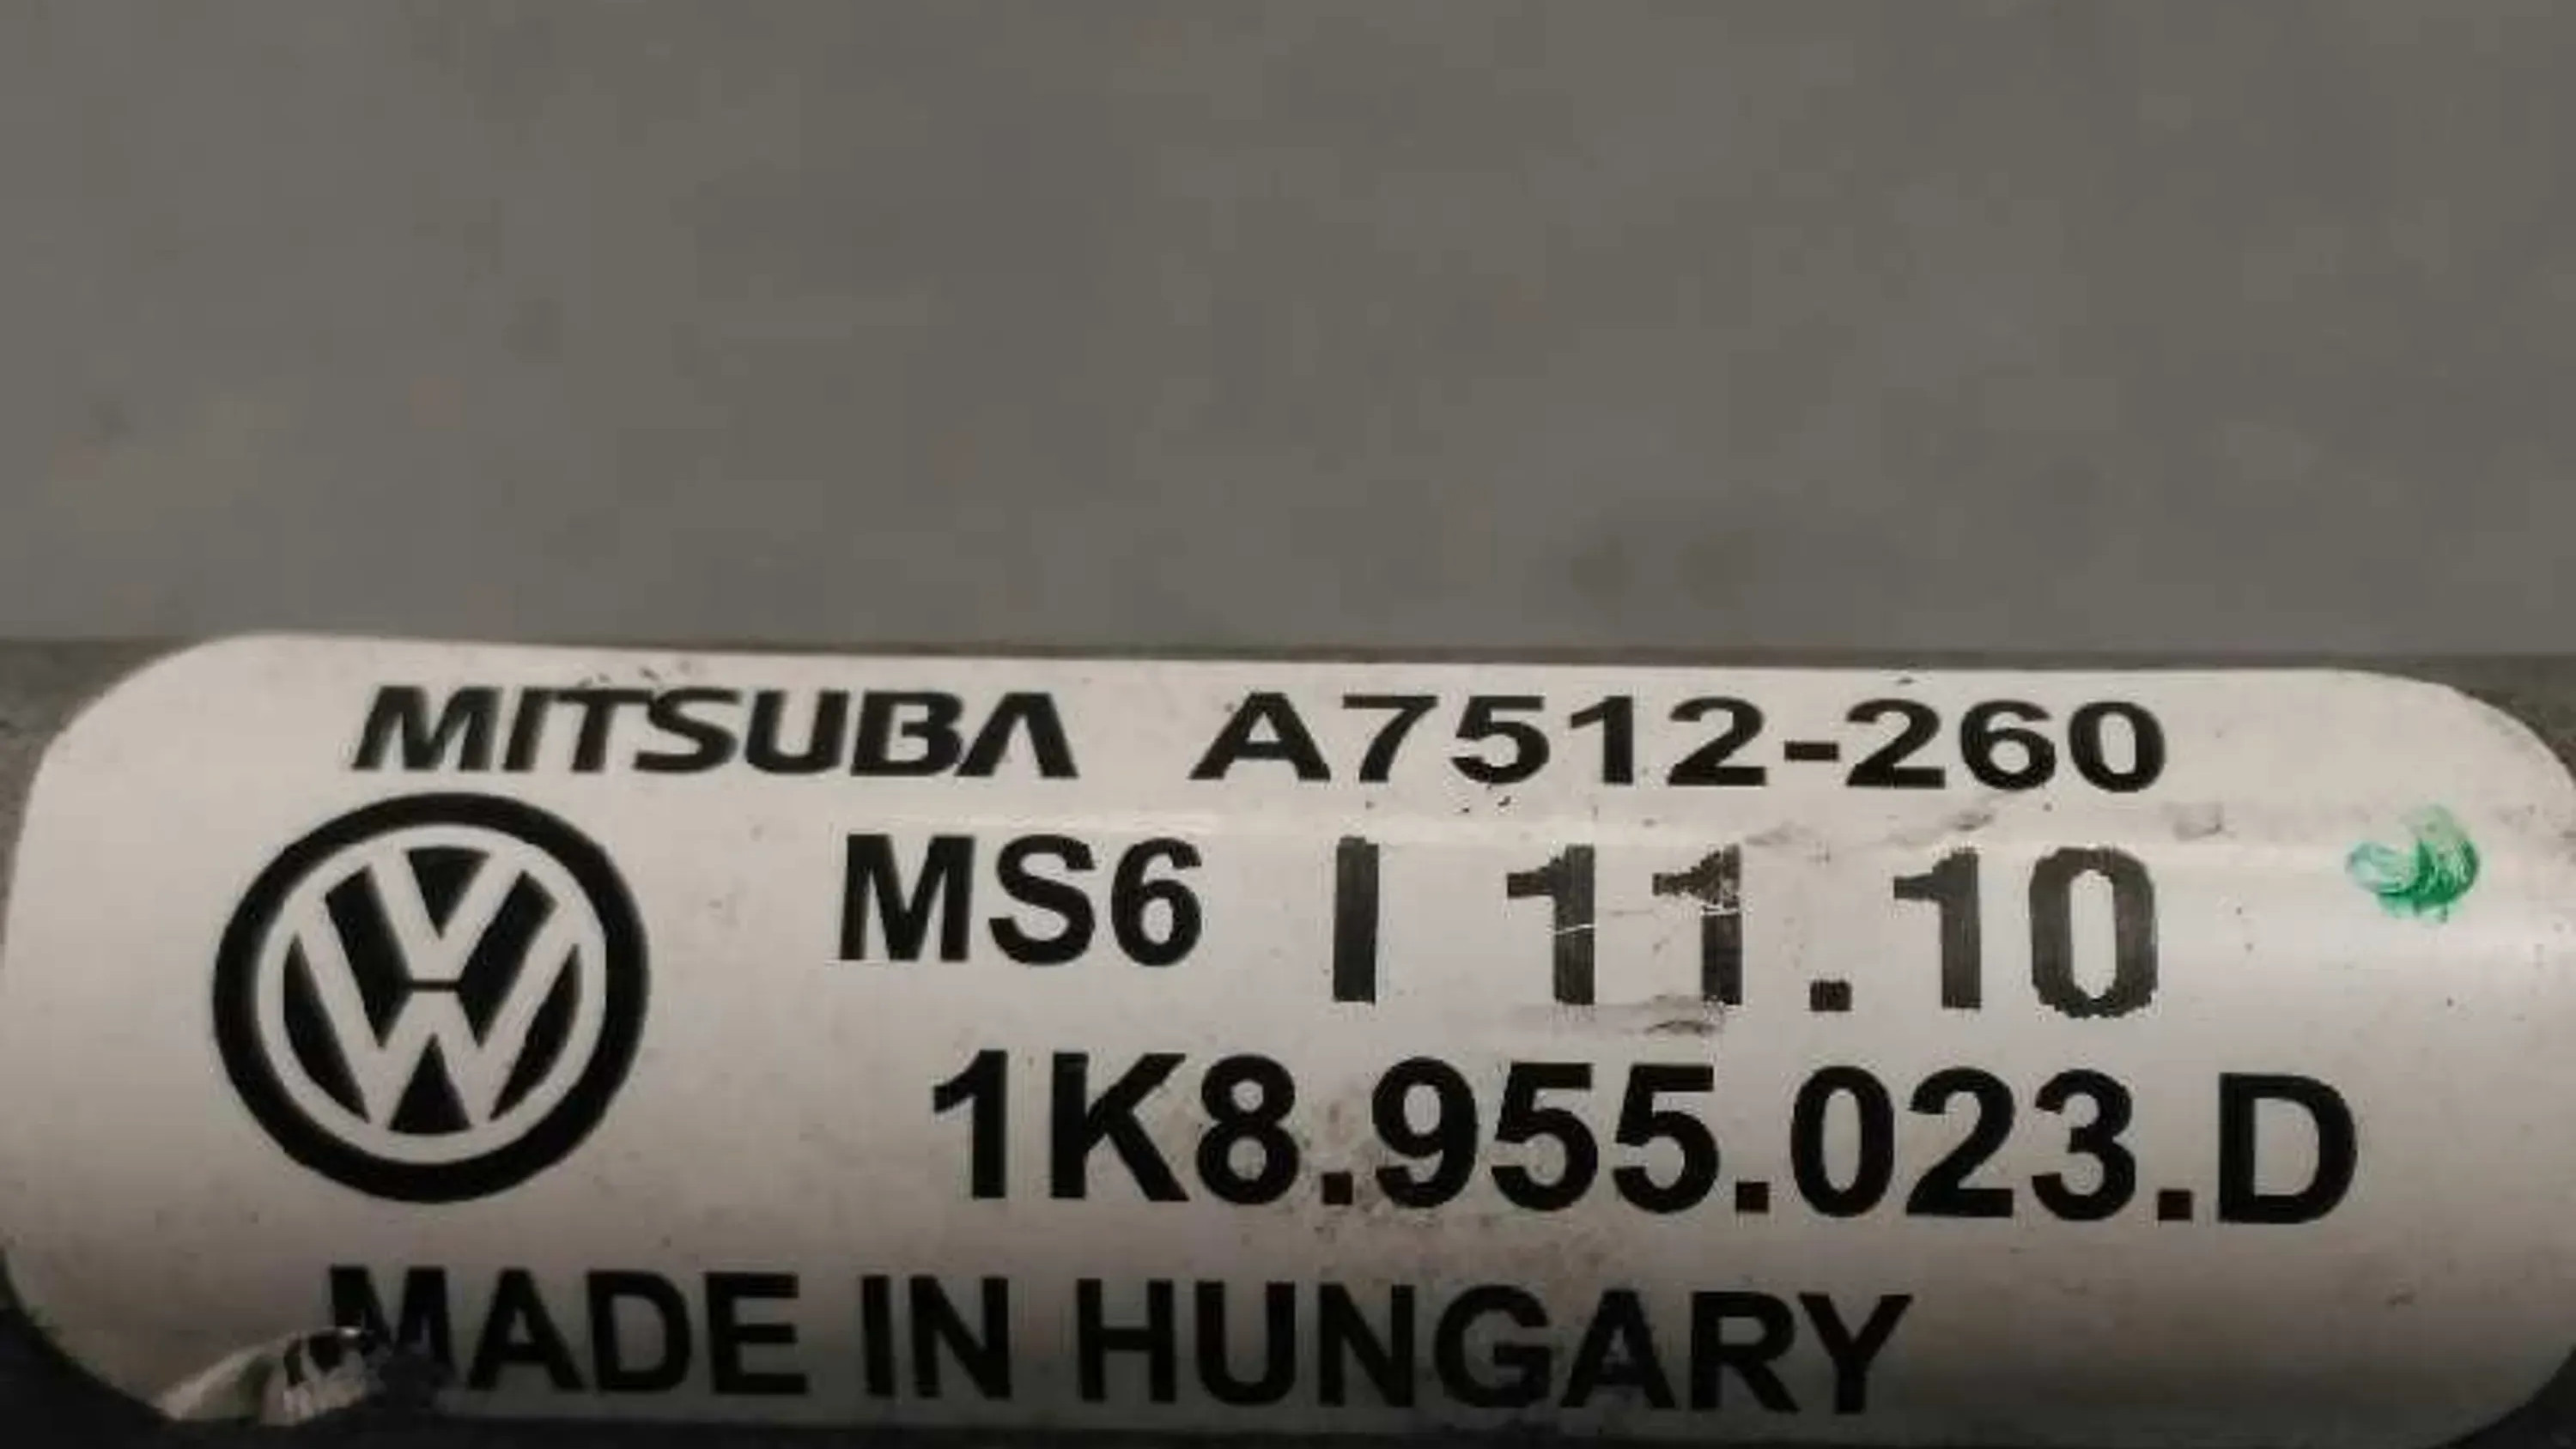 MITSUBA A7512-260
MS6 I 11.10
1K8.955.023.D
MADE IN HUNGARY